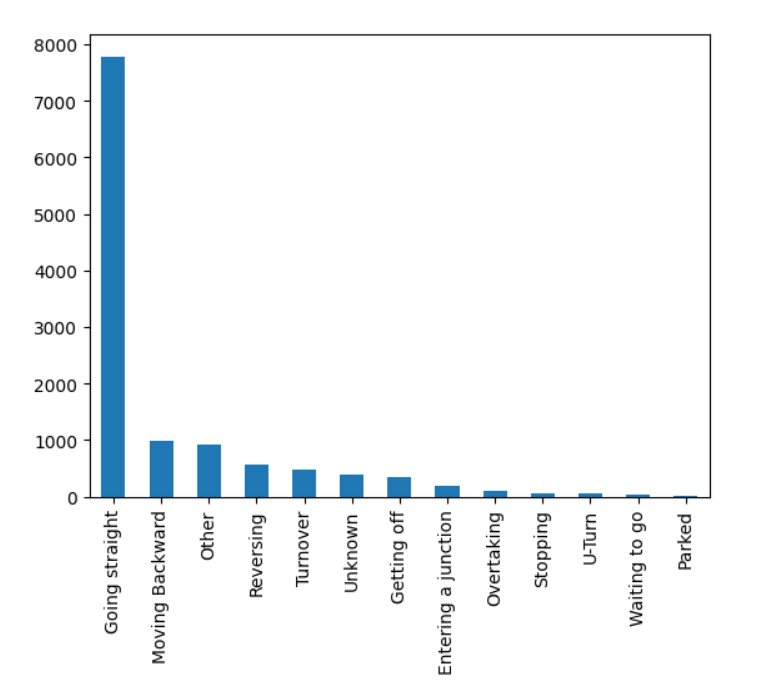 8000
7000
6000
5000
4000
3000
2000
1000
0
Going straight
Moving Backward
Other
Reversing
Turnover
Unknown
Getting off
Entering a junction
Overtaking
Stopping
U-Turn
Waiting to go
Parked